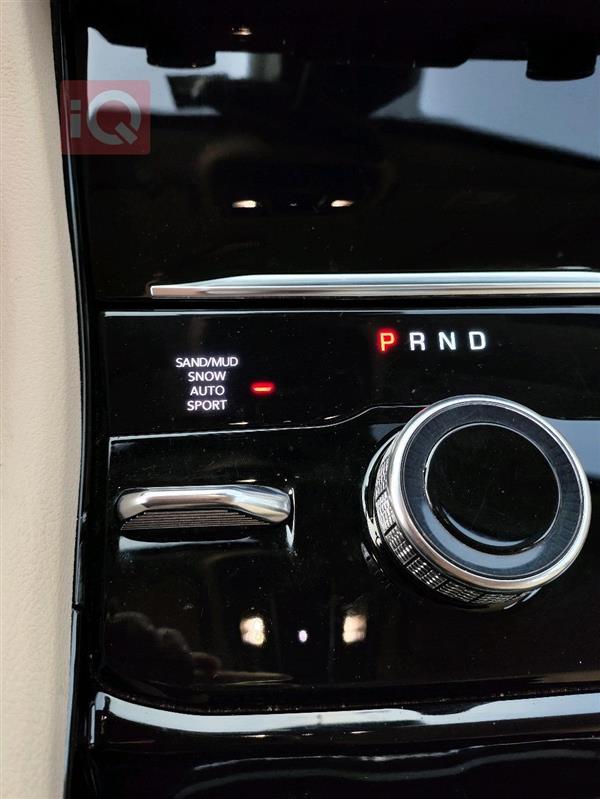 iQ
P R N D
SAND/MUD
SNOW
AUTO
SPORT